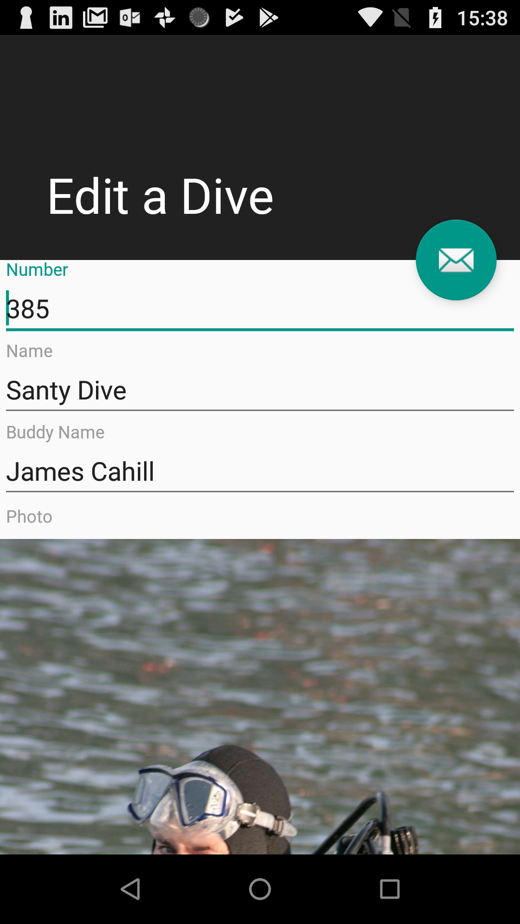 15:38
Edit a Dive
Number
385
Name
Santy Dive
Buddy Name
James Cahill
Photo